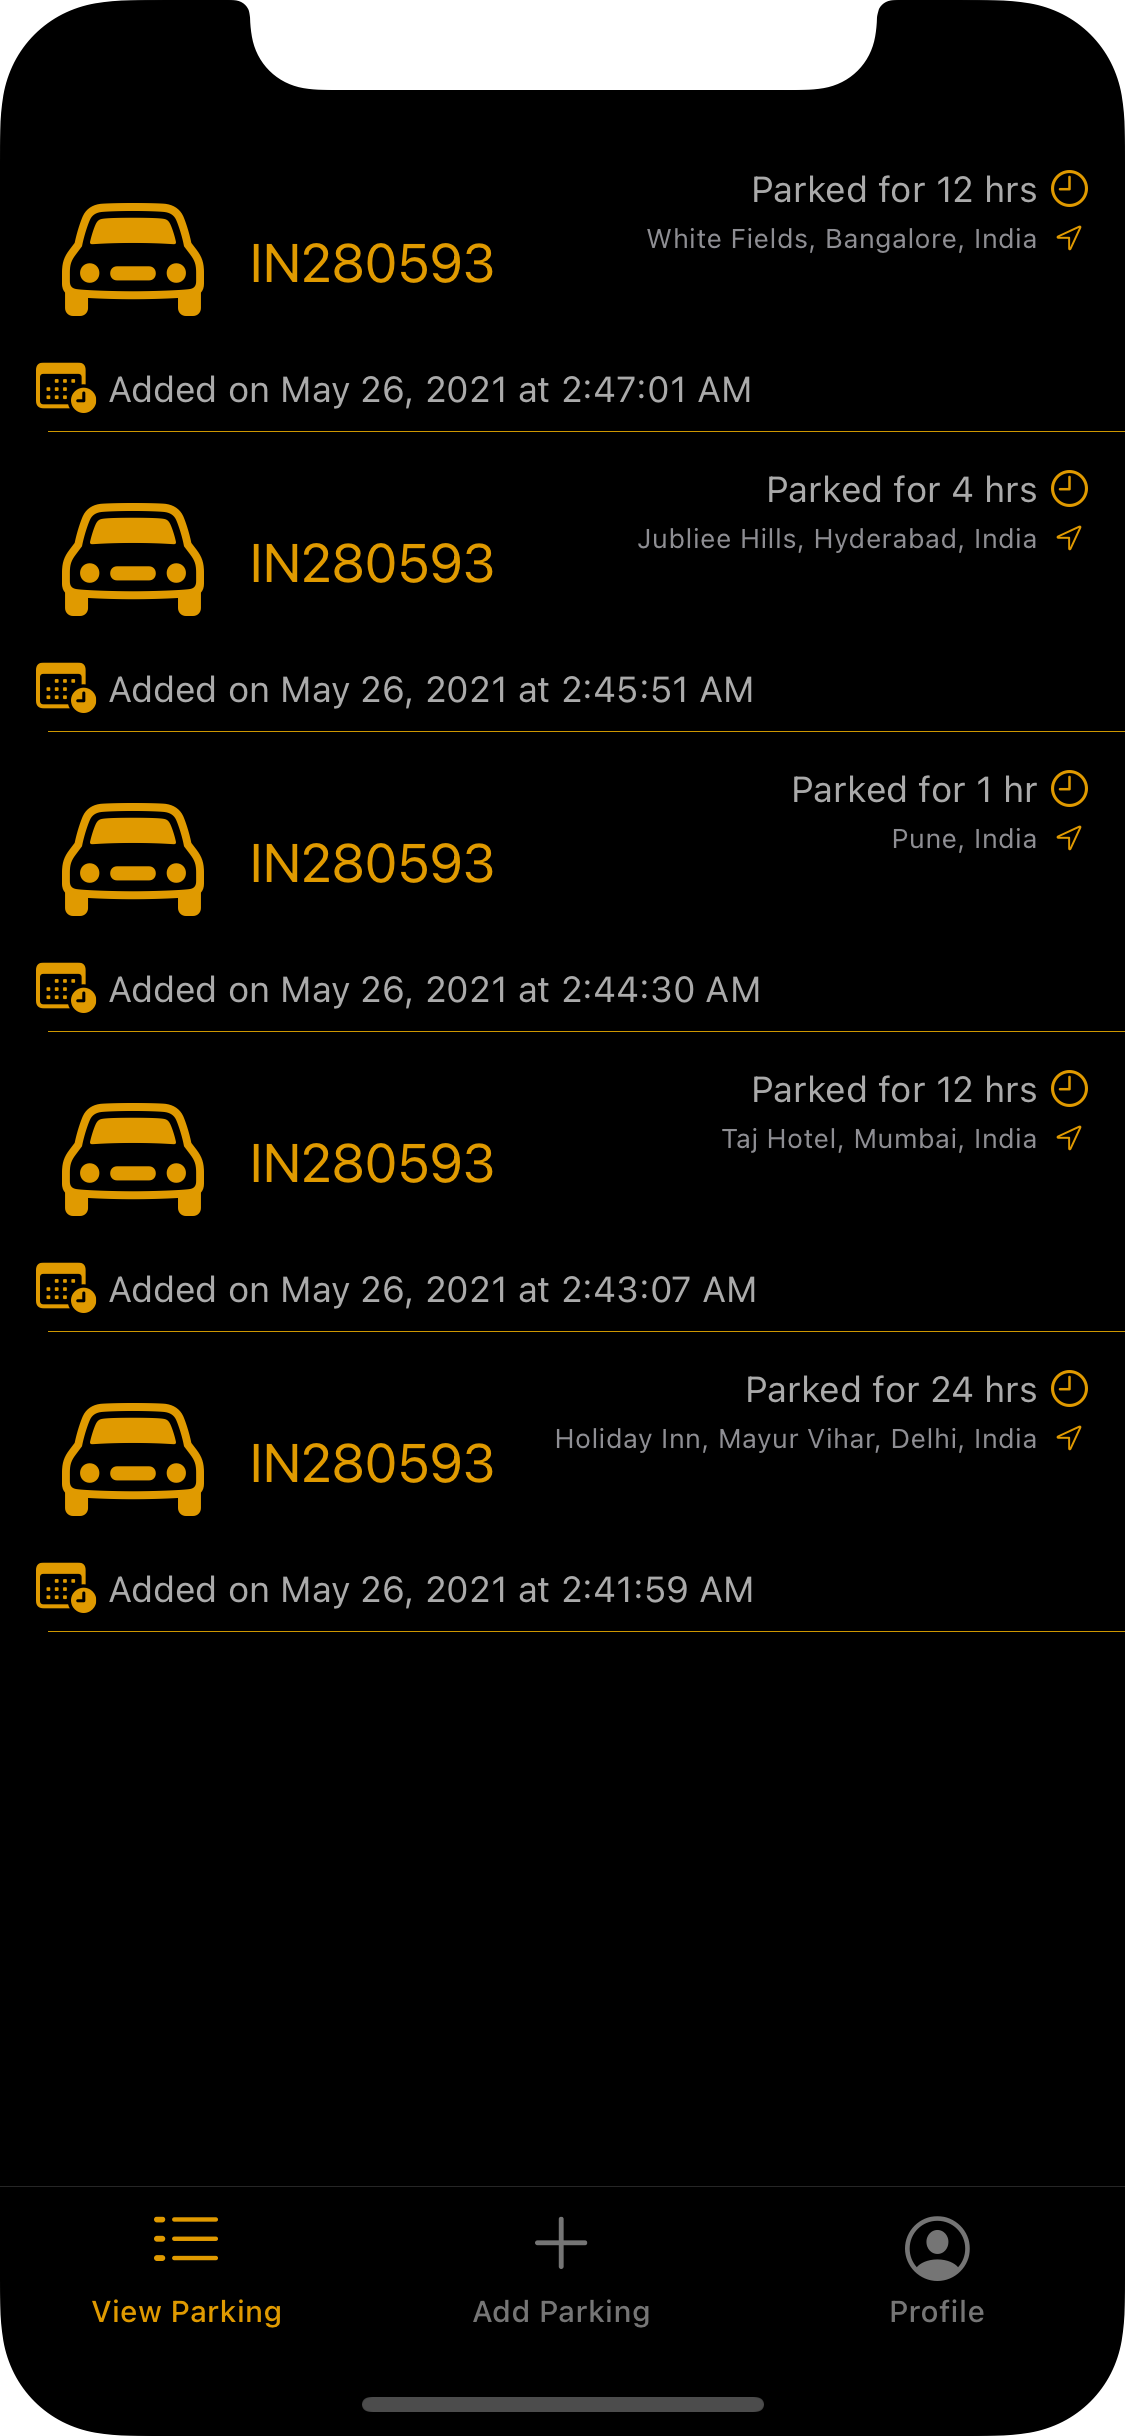 Parked for 12 hrs
White Fields, Bangalore, India
IN280593
Added on May 26, 2021 at 2:47:01 AM
Parked for 4 hrs
Jubliee Hills, Hyderabad, India
IN280593
Added on May 26, 2021 at 2:45:51 AM
Parked for 1 hr
Pune, India
IN280593
Added on May 26, 2021 at 2:44:30 AM
Parked for 12 hrs
Taj Hotel, Mumbai, India
IN280593
Added on May 26, 2021 at 2:43:07 AM
Parked for 24 hrs
Holiday Inn, Mayur Vihar, Delhi, India
IN280593
Added on May 26, 2021 at 2:41:59 AM
View Parking
Add Parking
Profile